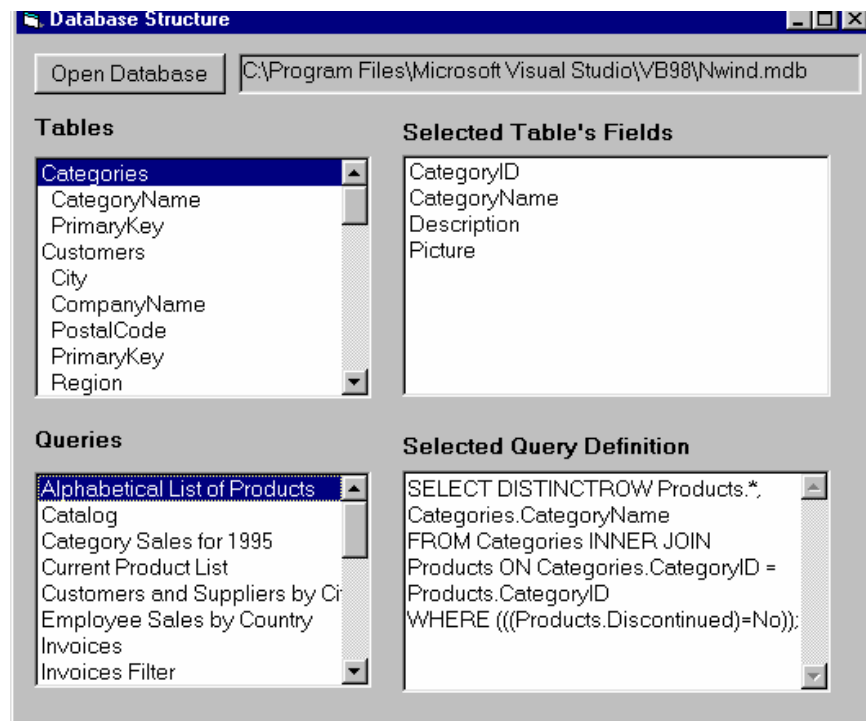 Database Structure
Open Database
C:\Program Files\Microsoft Visual Studio\VB98\Nwind.mdb
Tables
Categories
CategoryName
PrimaryKey
Customers
City
CompanyName
PostalCode
PrimaryKey
Region
Selected Table's Fields
CategoryID
CategoryName
Description
Picture
Queries
Alphabetical List of Products
Catalog
Category Sales for 1995
Current Product List
Customers and Suppliers by Ci
Employee Sales by Country
Invoices
Invoices Filter
Selected Query Definition
SELECT DISTINCTROW Products.*,
Categories.CategoryName
FROM Categories INNER JOIN
Products ON Categories.CategoryID =
Products.CategoryID
WHERE (((Products.Discontinued)=No));